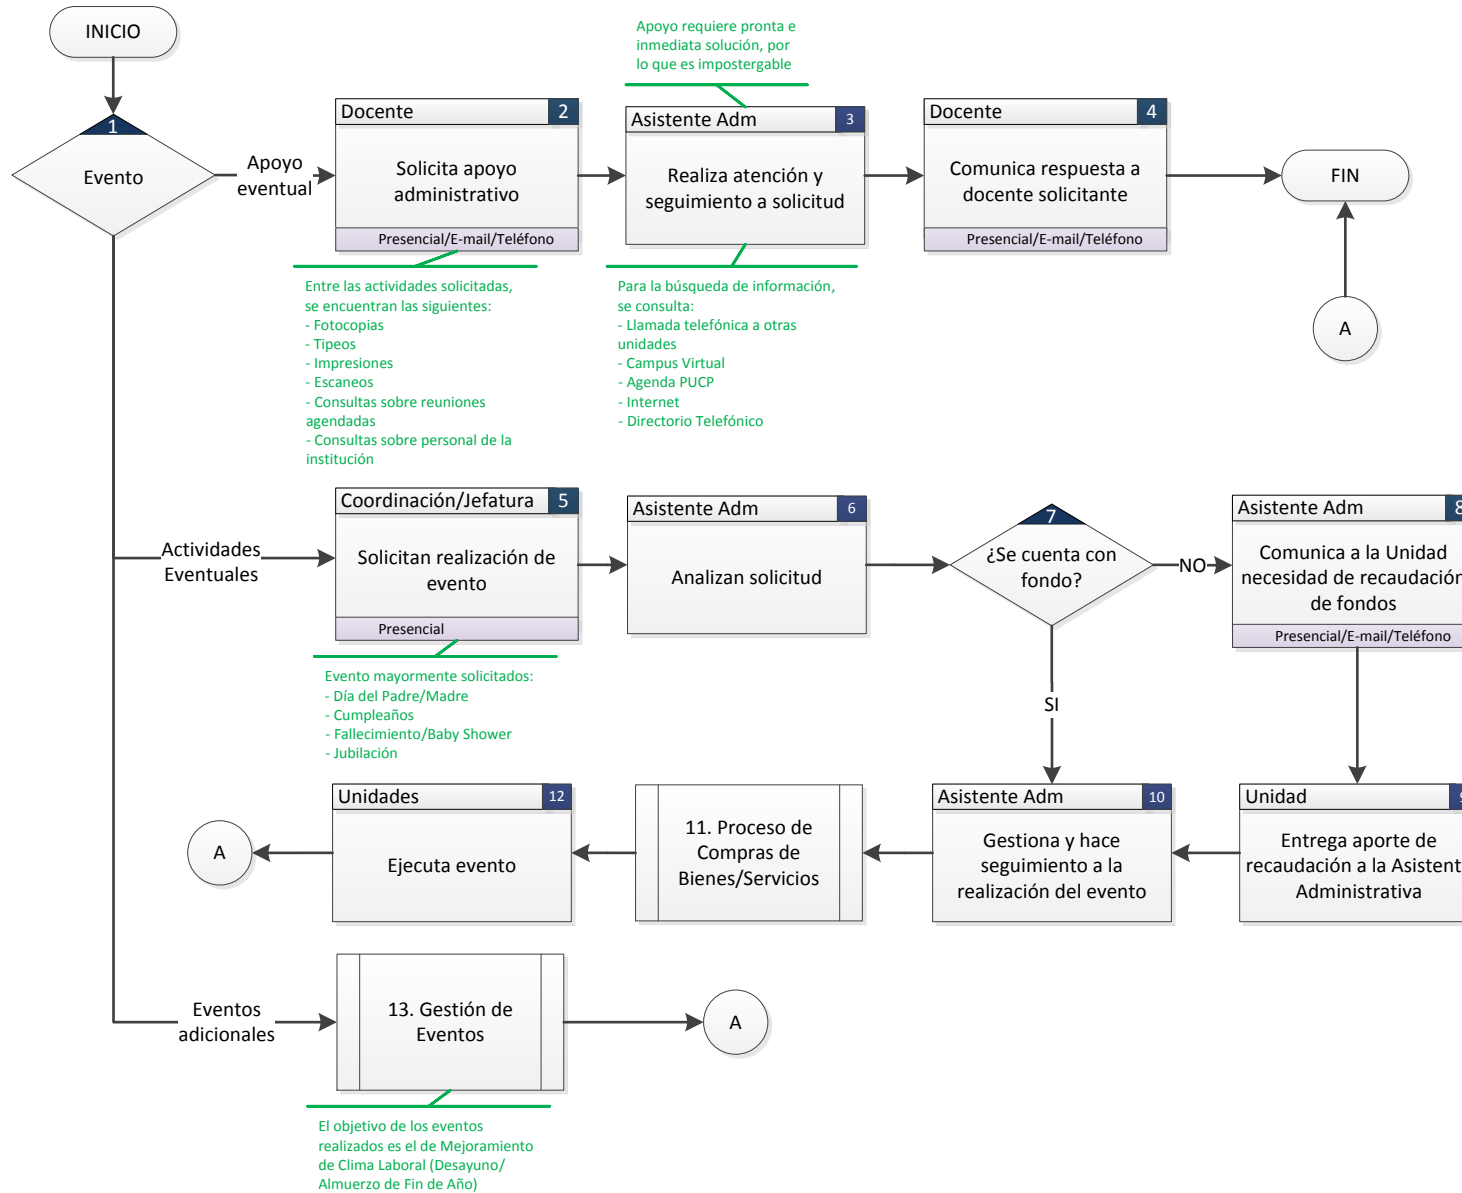 INICIO
1
Evento
Apoyo
eventual
Docente
2
Solicita apoyo
administrativo
Presencial/E-mail/Teléfono
Entre las actividades solicitadas,
se encuentran las siguientes:
- Fotocopias
- Tipeos
- Impresiones
- Escaneos
- Consultas sobre reuniones
agendadas
- Consultas sobre personal de la
institución
Apoyo requiere pronta e
inmediata solución, por
lo que es impostergable
Asistente Adm
3
Realiza atención y
seguimiento a solicitud
Para la búsqueda de información,
se consulta:
- Llamada telefónica a otras
unidades
- Campus Virtual
- Agenda PUCP
- Internet
- Directorio Telefónico
Docente
4
Comunica respuesta a
docente solicitante
Presencial/E-mail/Teléfono
FIN
A
Actividades
Eventuales
Coordinación/Jefatura
5
Solicitan realización de
evento
Presencial
Evento mayormente solicitados:
- Día del Padre/Madre
- Cumpleaños
- Fallecimiento/Baby Shower
- Jubilación
Asistente Adm
6
Analizan solicitud
7
¿Se cuenta con
fondo?
NO
SI
Asistente Adm
8
Comunica a la Unidad
necesidad de recaudación
de fondos
Presencial/E-mail/Teléfono
Unidad
9
Entrega aporte de
recaudación a la Asistent
Administrativa
Asistente Adm
10
Gestiona y hace
seguimiento a la
realización del evento
11. Proceso de
Compras de
Bienes/Servicios
Unidades
12
Ejecuta evento
A
Eventos
adicionales
13. Gestión de
Eventos
A
El objetivo de los eventos
realizados es el de Mejoramiento
de Clima Laboral (Desayuno/
Almuerzo de Fin de Año)